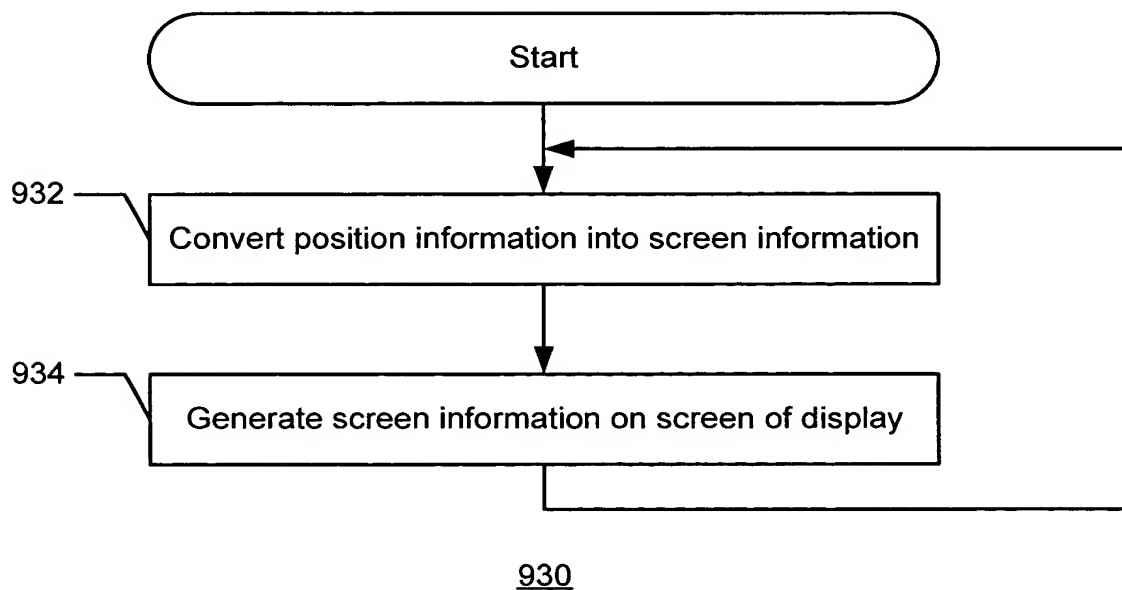 Start
932
Convert position information into screen information
934
Generate screen information on screen of display
930